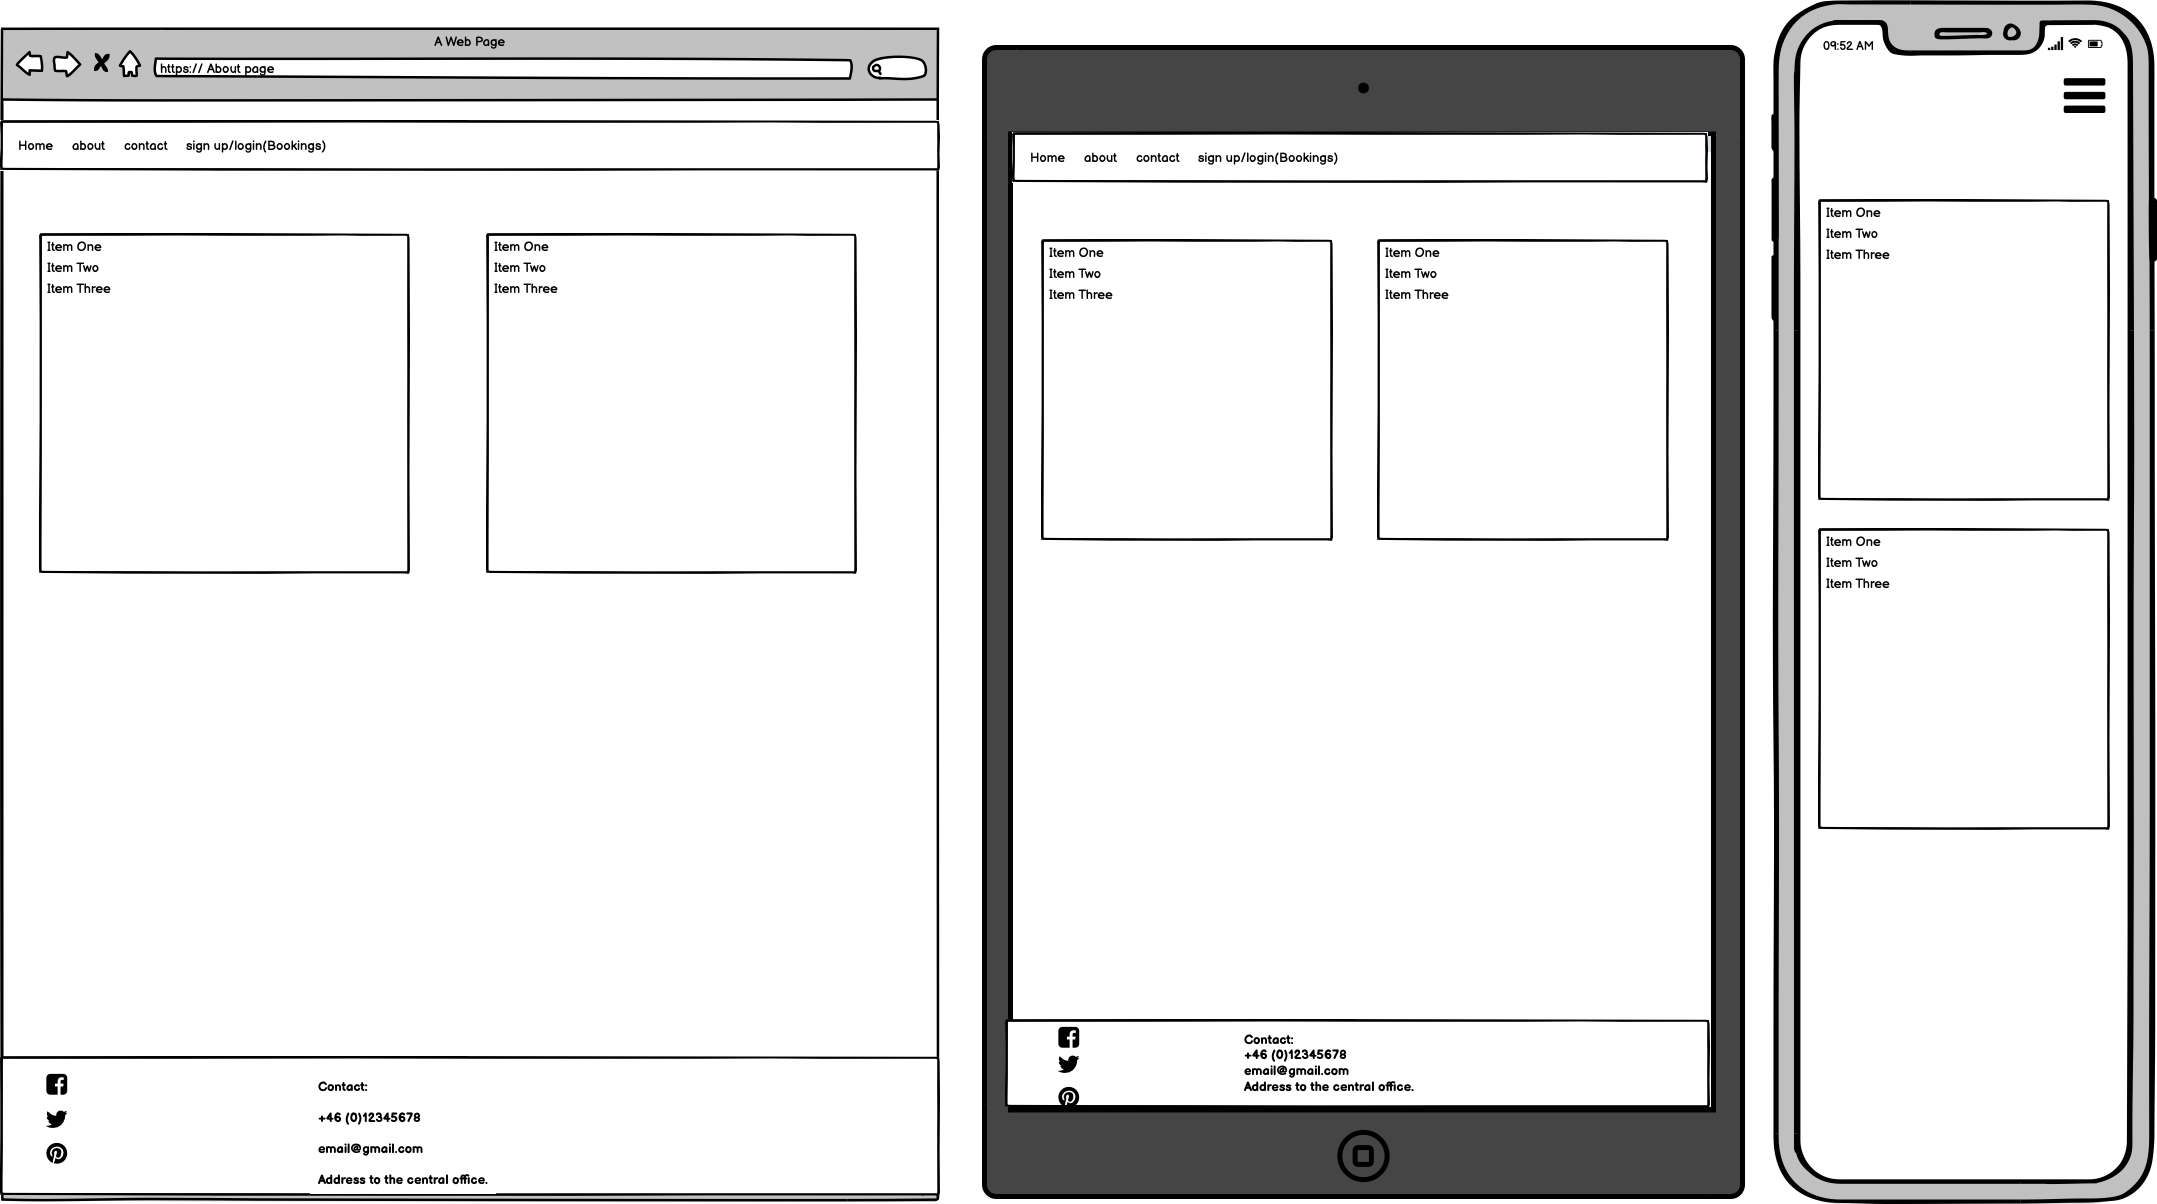 A Web Page
https:// About page
Home about contact sign up/login(Bookings)
Item One
Item Two
Item Three
Item One
Item Two
Item Three
Contact:
+46 (0)12345678
email@gmail.com
Address to the central office.
Home about contact sign up/login(Bookings)
Item One
Item Two
Item Three
Item One
Item Two
Item Three
Contact:
+46 (0)12345678
email@gmail.com
Address to the central office.
09:52 AM
Item One
Item Two
Item Three
Item One
Item Two
Item Three